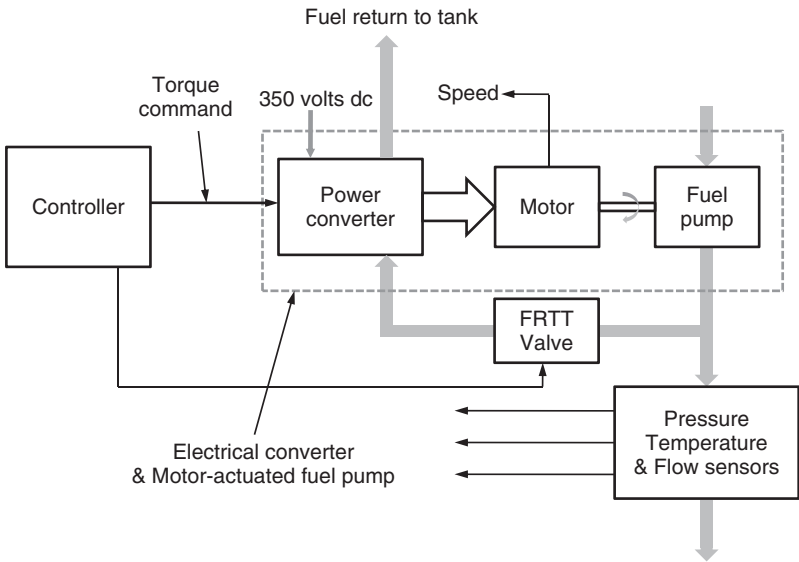 Fuel return to tank
Torque
command
350 volts dc
Speed
Controller
Power
converter
Motor
Fuel
pump
FRTT
Valve
Electrical converter
& Motor-actuated fuel pump
Pressure
Temperature
& Flow sensors